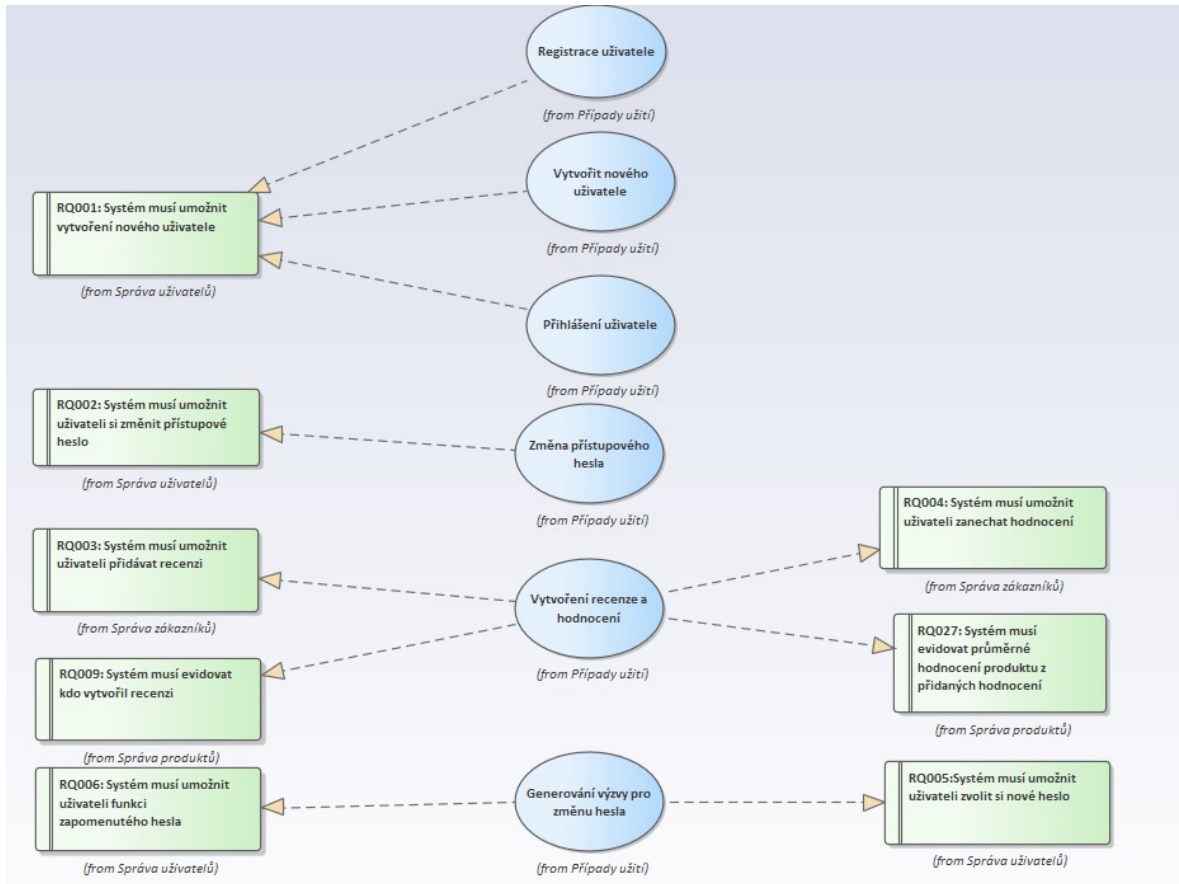 Registrace uživatele
(from Případy užití)
Vytvořit nového
uživatele
(from Případy užití)
RQ001: Systém musí umožnit
vytvoření nového uživatele
(from Správa uživatelů)
Přihlášení uživatele
(from Případy užití)
RQ002: Systém musí umožnit
uživateli si změnit přístupové
heslo
(from Správa uživatelů)
Změna přístupového
hesla
(from Případy užití)
RQ003: Systém musí umožnit
uživateli přidávat recenzi
(from Správa zákazníků)
Vytvoření recenze a
hodnocení
(from Případy užití)
RQ004: Systém musí umožnit
uživateli zanechat hodnocení
(from Správa zákazníků)
RQ027: Systém musí
evidovat průměrné
hodnocení produktu z
přidaných hodnocení
(from Správa produktů)
RQ009: Systém musí evidovat
kdo vytvořil recenzi
(from Správa produktů)
RQ006: Systém musí umožnit
uživateli funkci
zapomenutého hesla
(from Správa uživatelů)
Generování výzvy pro
změnu hesla
(from Případy užití)
RQ005:Systém musí umožnit
uživateli zvolit si nové heslo
(from Správa uživatelů)